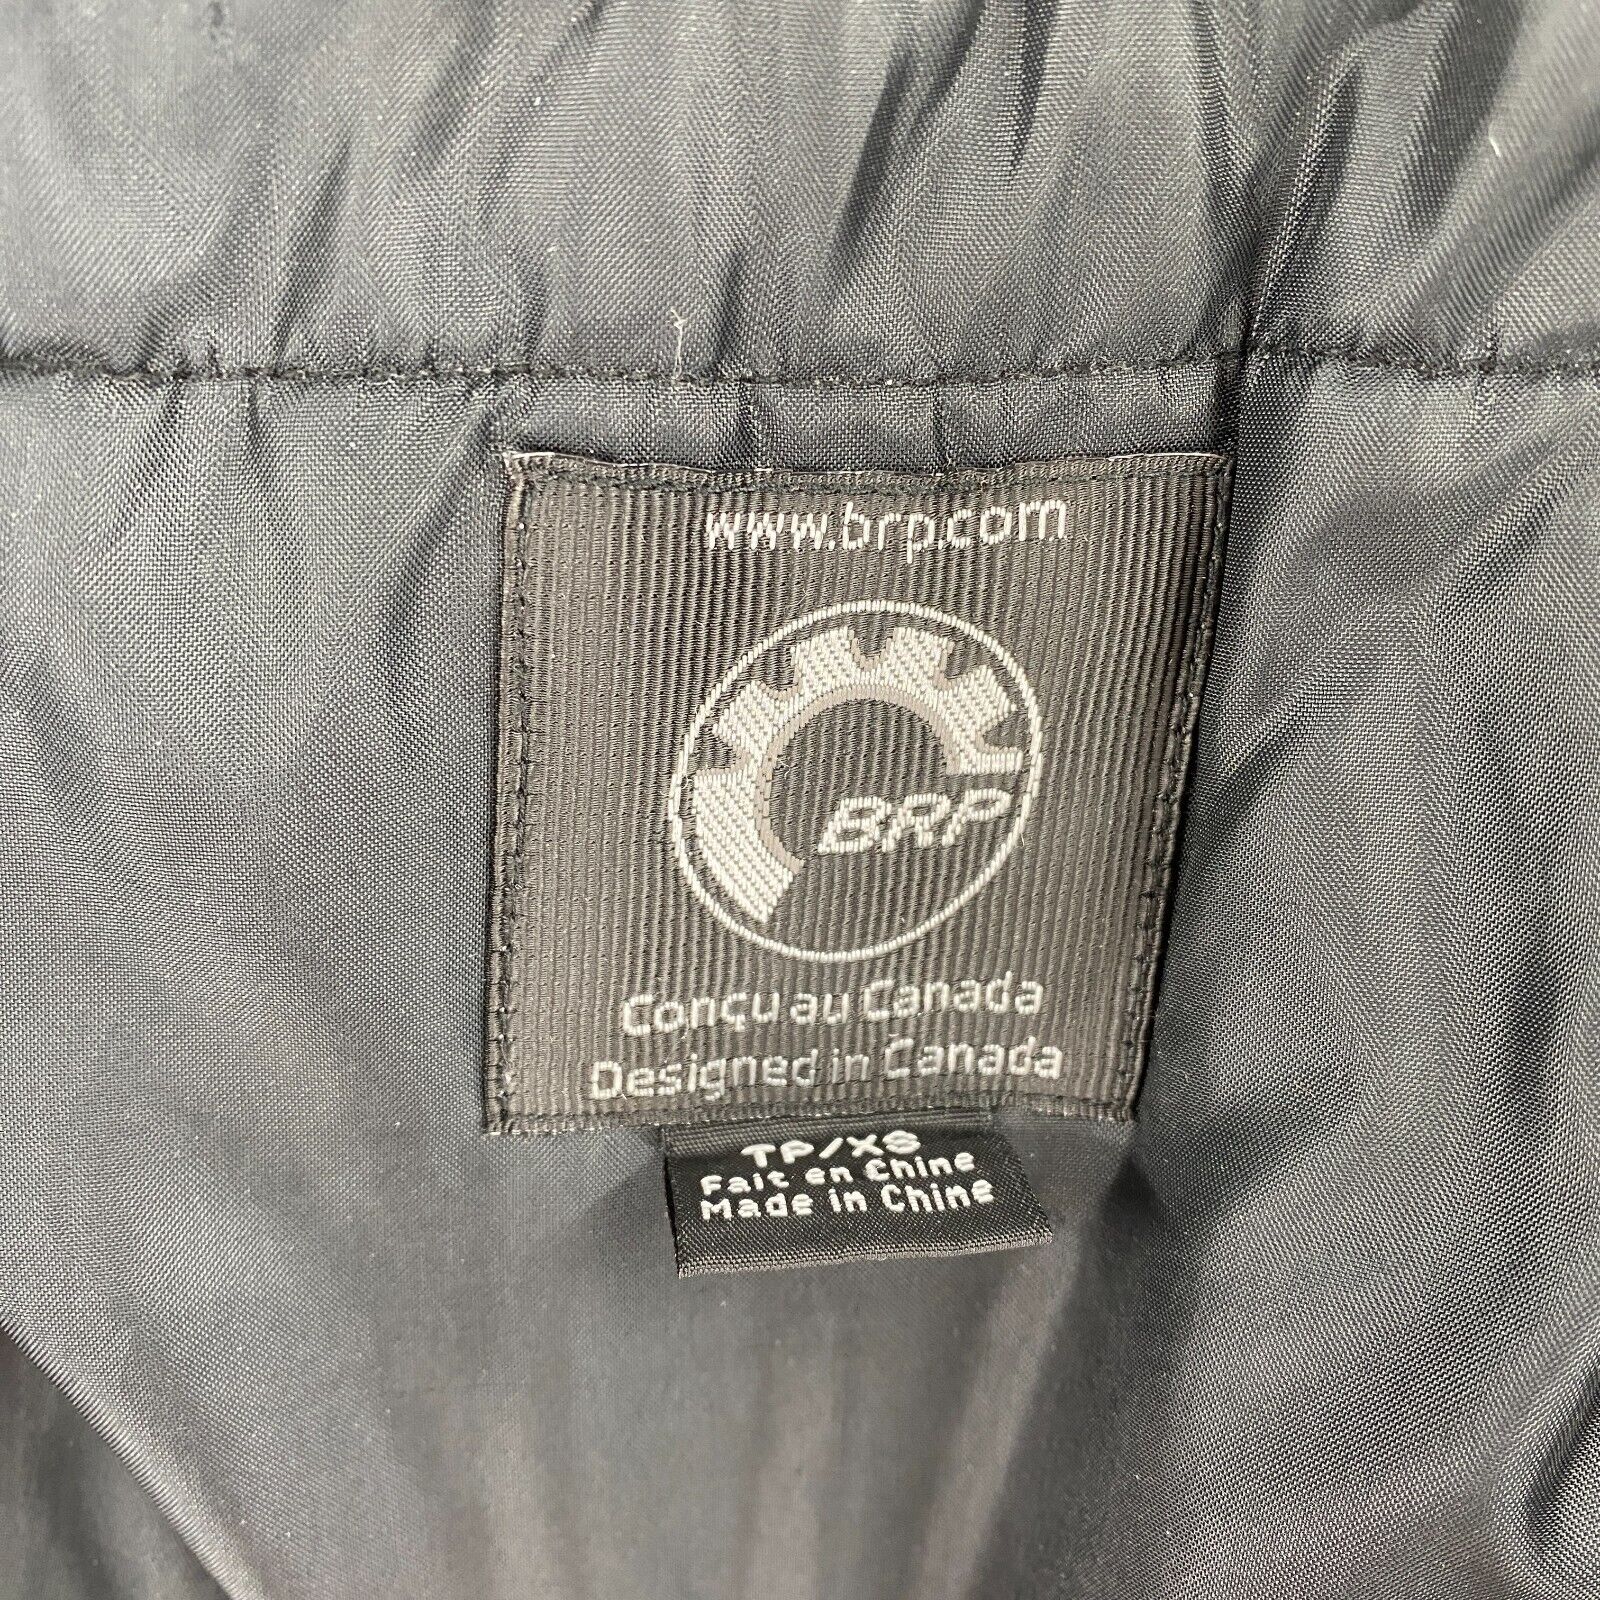 www.brp.com
BRP
Conçu au Canada
Designed in Canada
TP/XS
Fait en Chine
Made in Chine